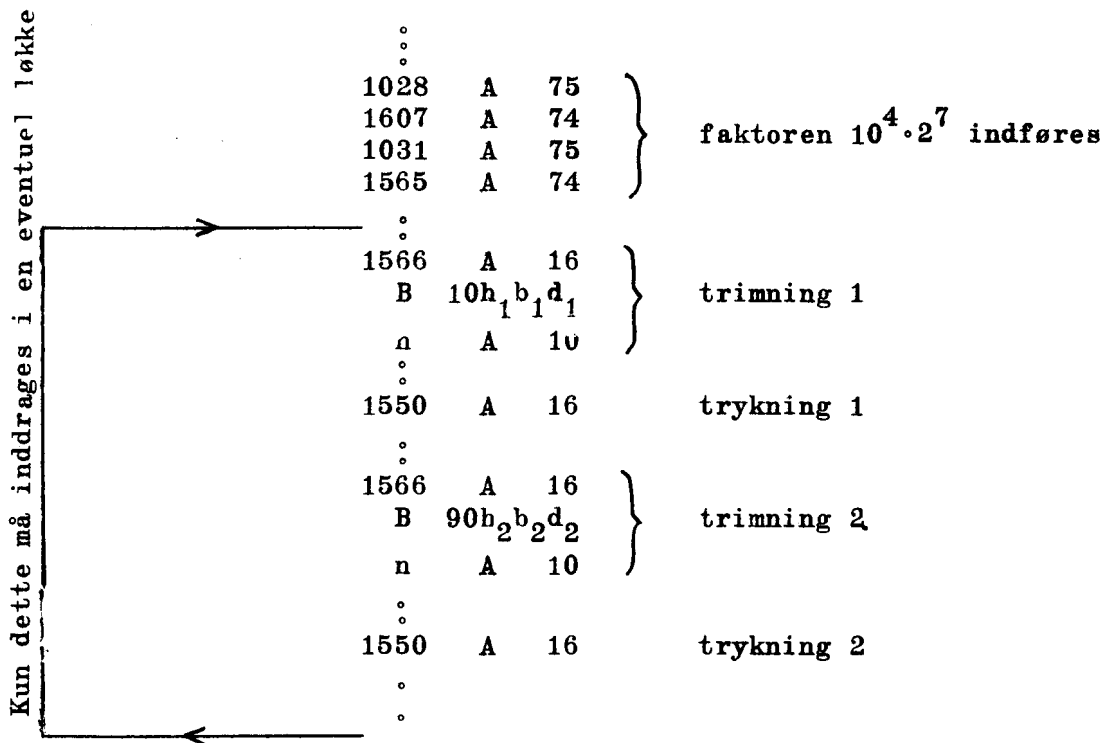 Kun dette må inddrages i en eventuel løkke
1028 A 75
1607 A 74 faktoren 10⁴∘2⁷ indføres
1031 A 75
1565 A 74
1566 A 16
B 10h₁b₁d₁ trimning 1
n A 10
1550 A 16 trykning 1
1566 A 16
B 90h₂b₂d₂ trimning 2
n A 10
1550 A 16 trykning 2